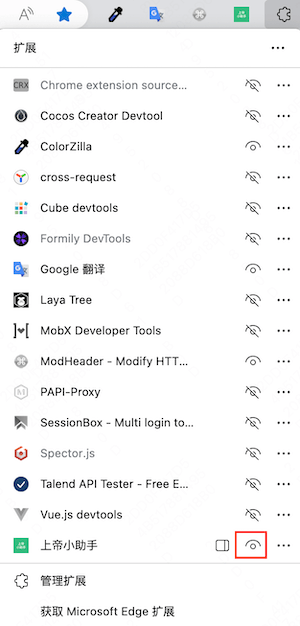 A
扩展
CRX Chrome extension source...
Cocos Creator Devtool
ColorZilla
cross-request
Cube devtools
Formily DevTools
Google 翻译
Laya Tree
MobX Developer Tools
ModHeader - Modify HTT...
PAPI-Proxy
SessionBox - Multi login to...
Spector.js
Talend API Tester - Free E...
Vue.js devtools
上帝小助手
管理扩展
获取 Microsoft Edge 扩展